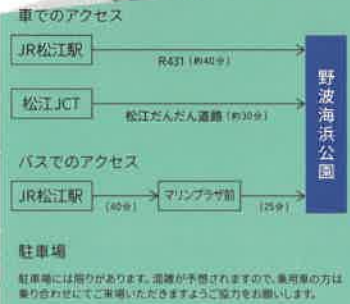 車でのアクセス
JR松江駅
R431(約40分)
松江JCT
松江だんだん道路(約30分)
野波海浜公園
バスでのアクセス
JR松江駅
(40分)
マリンプラザ前
(25分)
駐車場
駐車場には限りがあります。混雑が予想されますので、乗用車の方は
乗り合わせにてご来場いただきますようご協力をお願いします。